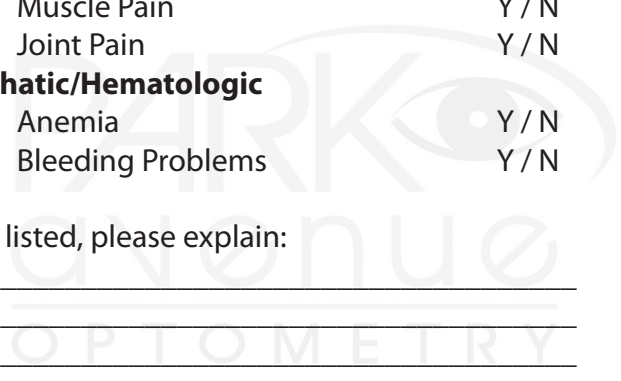 Muscle Pain Y / N
Joint Pain Y / N
hatic/Hematologic
Anemia Y / N
Bleeding Problems Y / N
listed, please explain:
PARK
avenue
OPTOMETRY